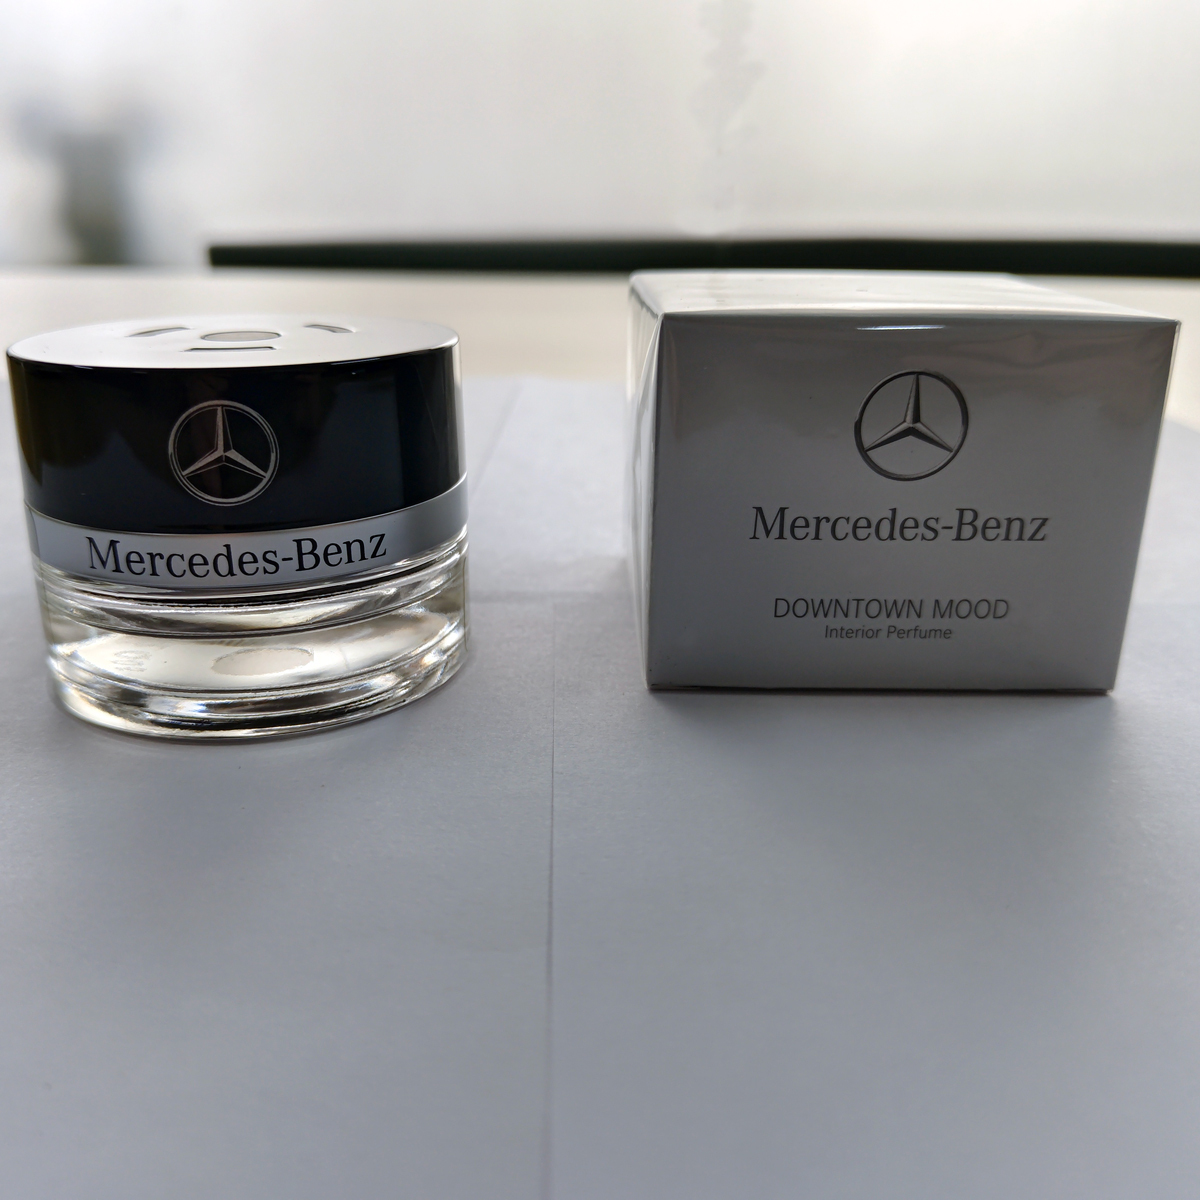 Mercedes-Benz
Mercedes-Benz
DOWNTOWN MOOD
Interior Perfume